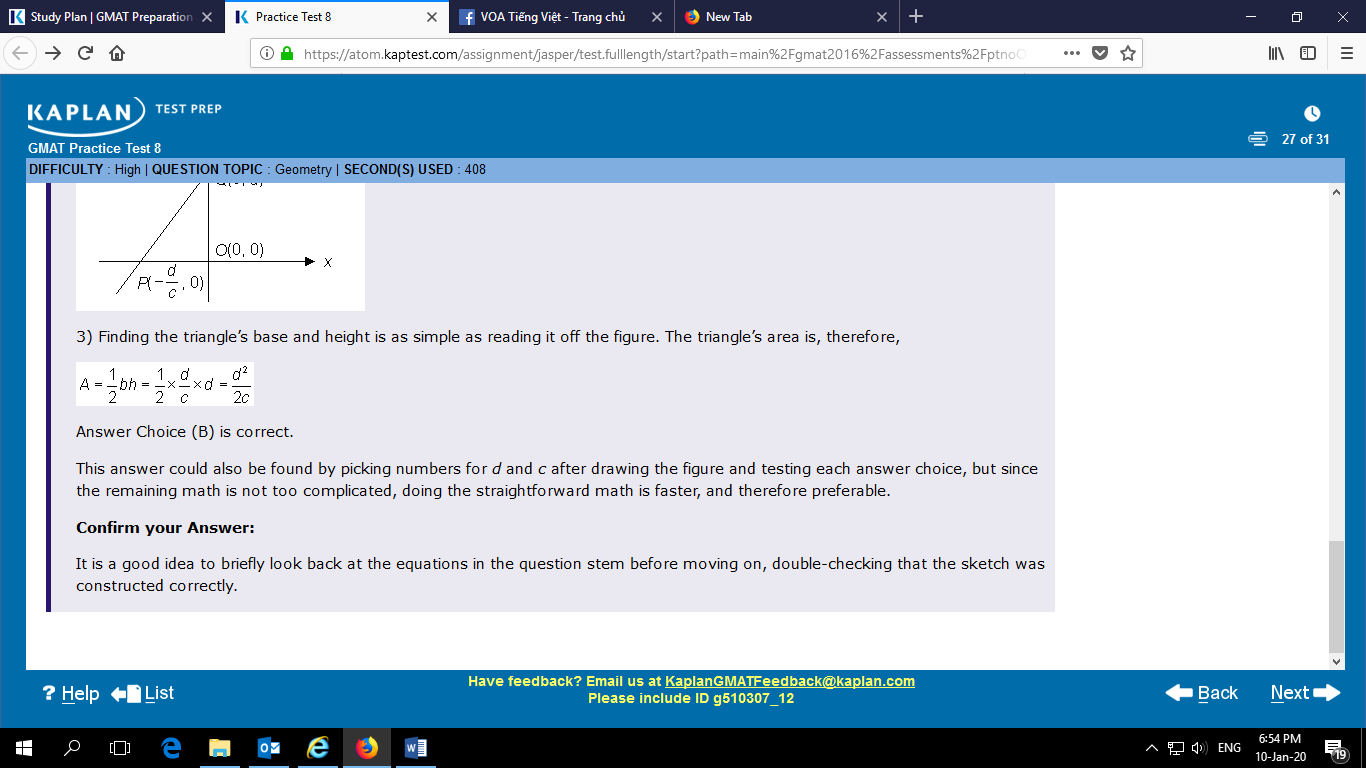 Study Plan | GMAT Preparation
Practice Test 8
VOA Tiếng Việt - Trang chủ
New Tab
https://atom.kaptest.com/assignment/jasper/test.fulllength/start?path=main%2Fgmat2016%2Fassessments%2Fptno
KAPLAN TEST PREP
GMAT Practice Test 8
27 of 31
DIFFICULTY : High | QUESTION TOPIC : Geometry | SECOND(S) USED : 408
O(0, 0)
x
P(-d/c, 0)
3) Finding the triangle's base and height is as simple as reading it off the figure. The triangle's area is, therefore,
A = 1/2 bh = 1/2 × d/c × d = d²/2c
Answer Choice (B) is correct.
This answer could also be found by picking numbers for d and c after drawing the figure and testing each answer choice, but since
the remaining math is not too complicated, doing the straightforward math is faster, and therefore preferable.
Confirm your Answer:
It is a good idea to briefly look back at the equations in the question stem before moving on, double-checking that the sketch was
constructed correctly.
? Help
List
Have feedback? Email us at KaplanGMATFeedback@kaplan.com
Please include ID g510307_12
Back
Next
ENG
6:54 PM
10-Jan-20
19